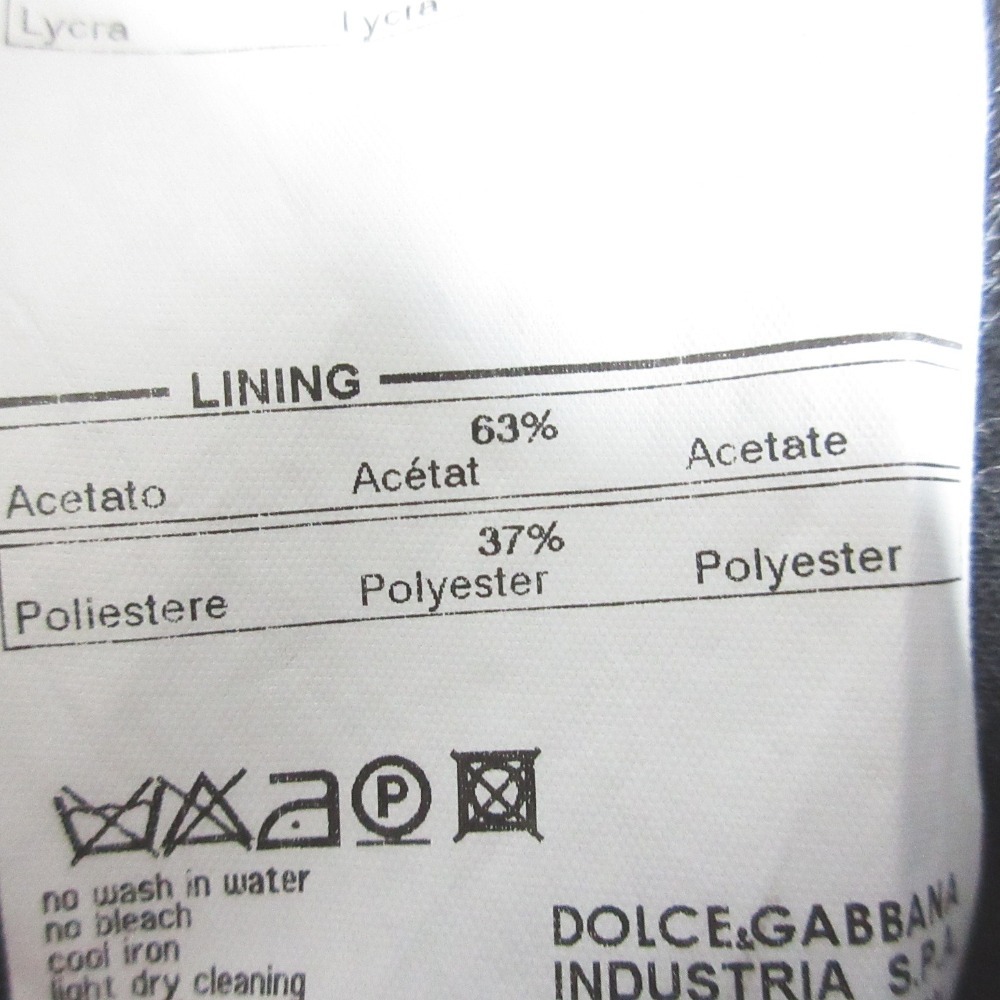 Lycra Lycra
LINING
63%
Acetato Acétat Acetate
37%
Poliestere Polyester Polyester
P
no wash in water
no bleach
cool iron
light dry cleaning
DOLCE&GABBANA
INDUSTRIA S.P.A.